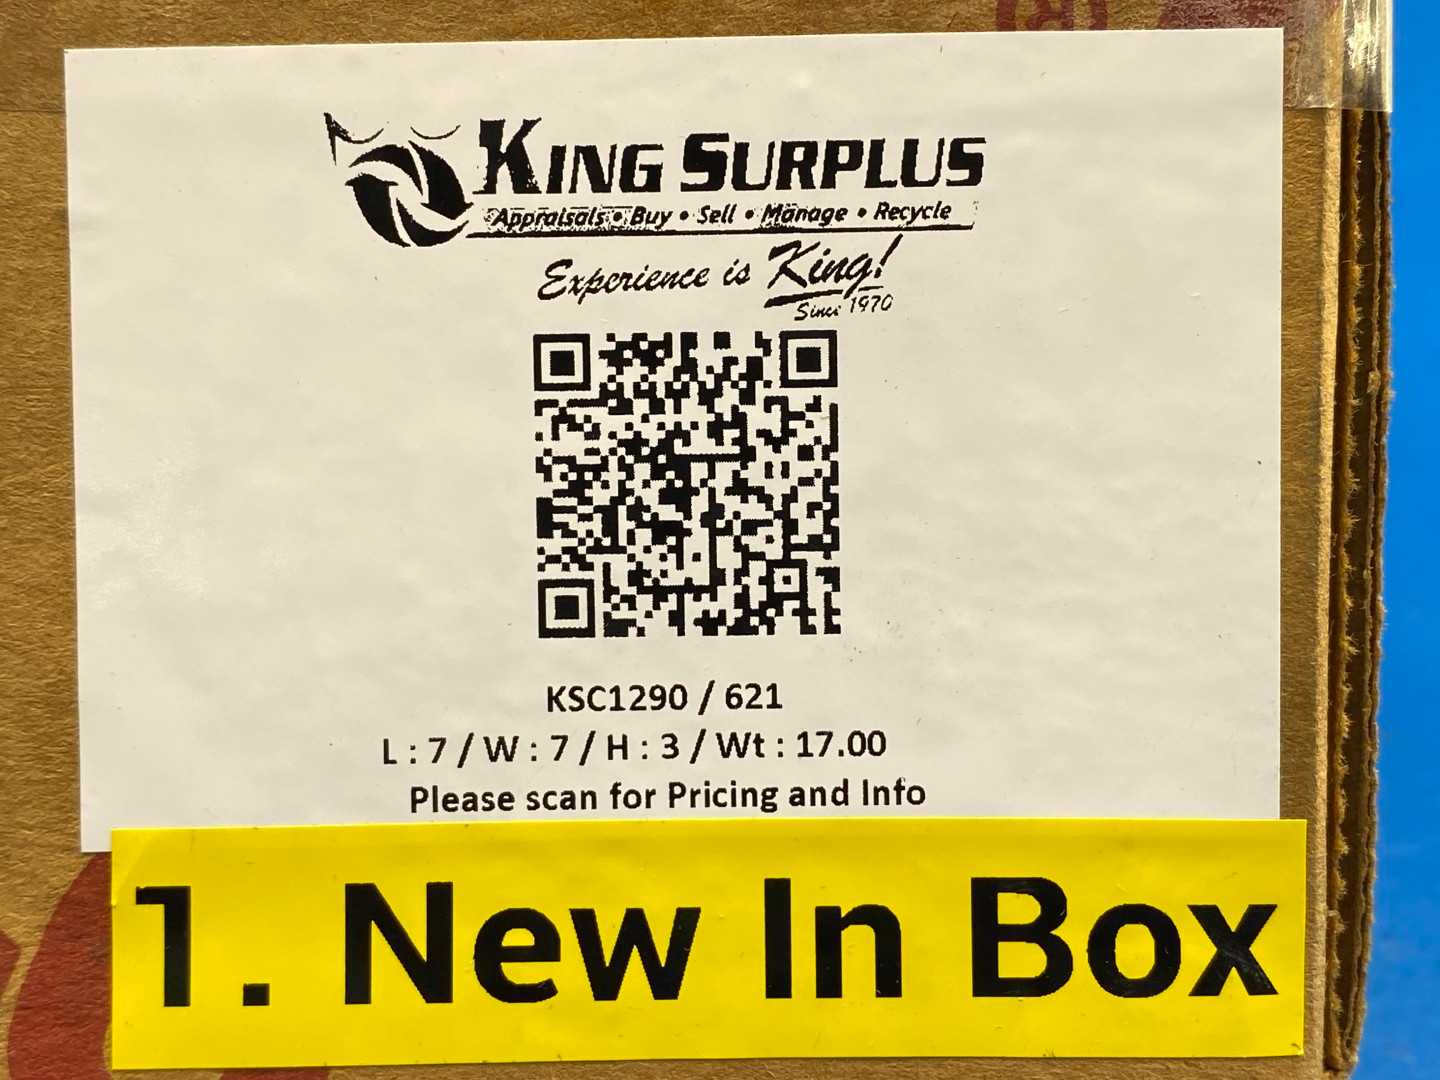 KING SURPLUS
Appraisals • Buy • Sell • Manage • Recycle
Experience is King!
Since 1970
KSC1290 / 621
L : 7 / W : 7 / H : 3 / Wt : 17.00
Please scan for Pricing and Info
1. New In Box